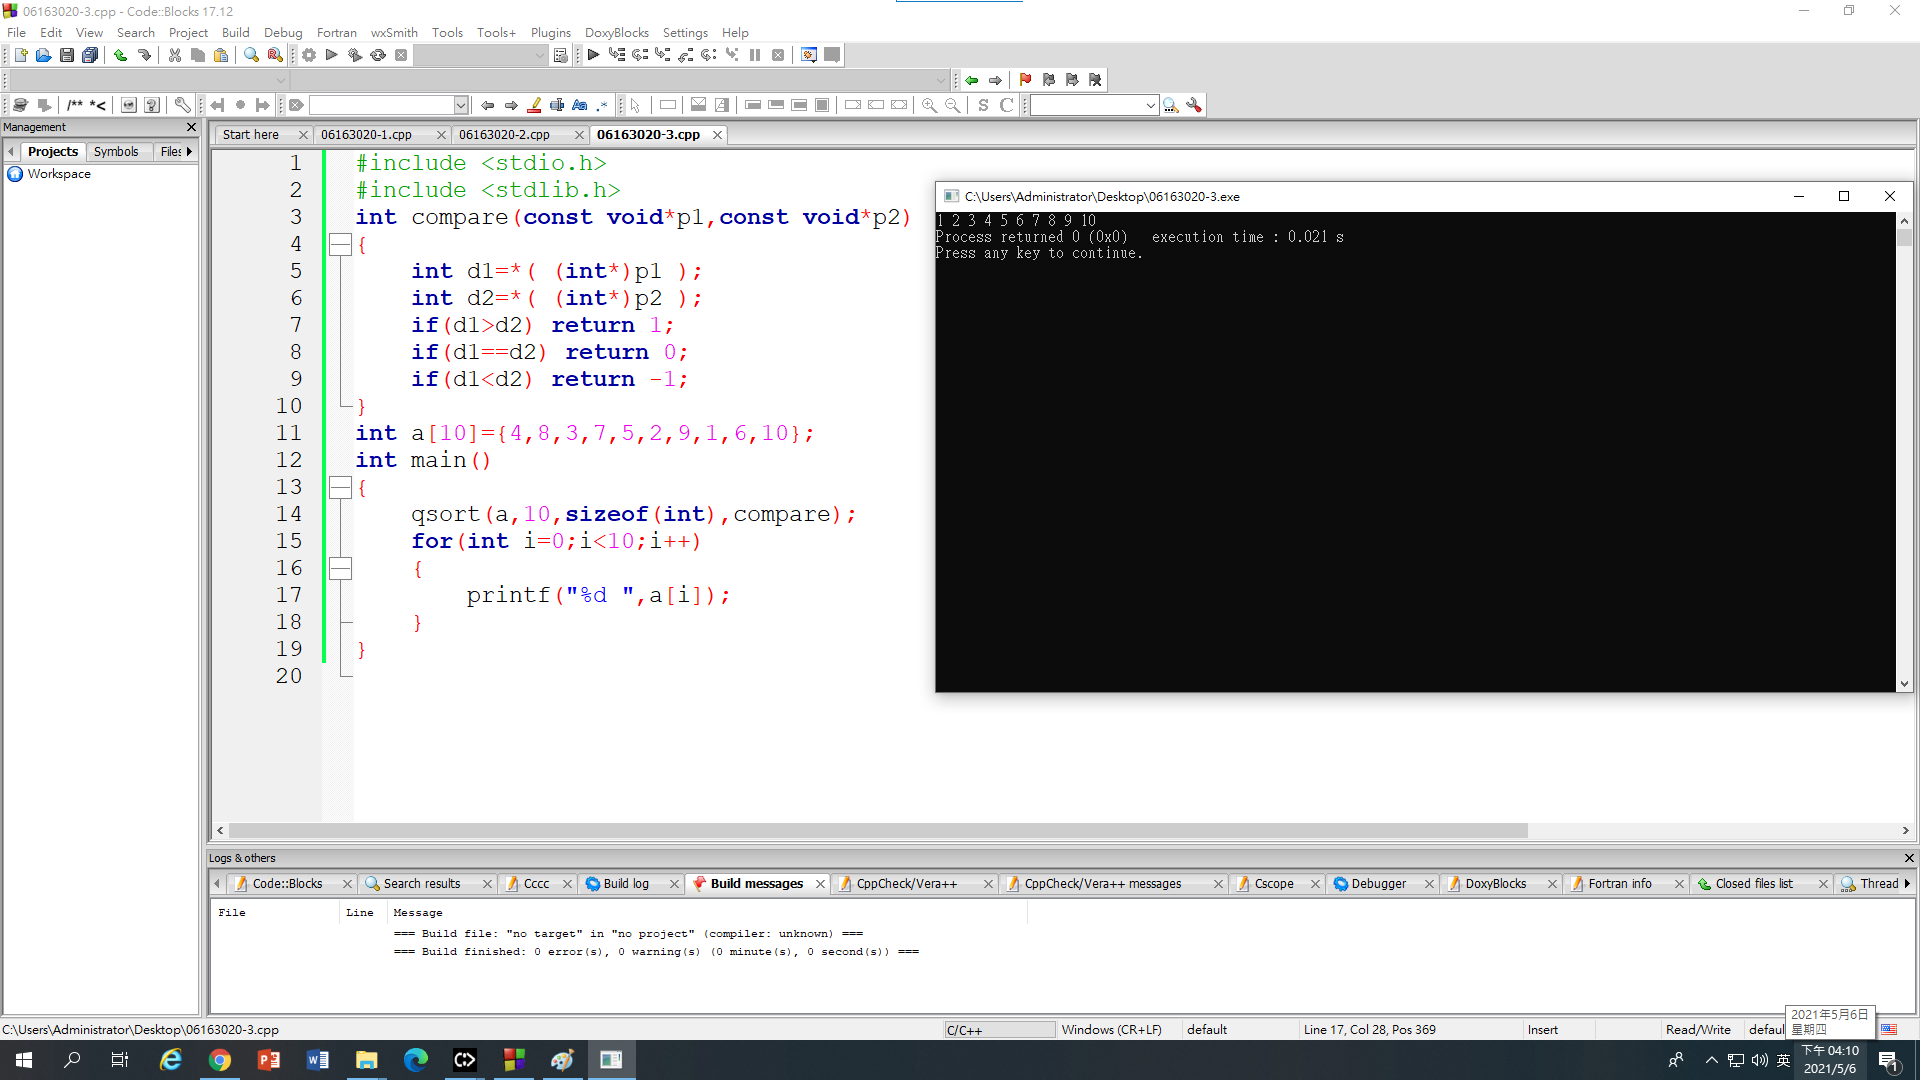 06163020-3.cpp - Code::Blocks 17.12
File Edit View Search Project Build Debug Fortran wxSmith Tools Tools+ Plugins DoxyBlocks Settings Help
/** *<
S C
Management
Start here 06163020-1.cpp 06163020-2.cpp 06163020-3.cpp
Projects Symbols Files
Workspace
1 #include <stdio.h>
2 #include <stdlib.h>
3 int compare(const void*p1,const void*p2)
4 {
5 int d1=*( (int*)p1 );
6 int d2=*( (int*)p2 );
7 if(d1>d2) return 1;
8 if(d1==d2) return 0;
9 if(d1<d2) return -1;
10 }
11 int a[10]={4,8,3,7,5,2,9,1,6,10};
12 int main()
13 {
14 qsort(a,10,sizeof(int),compare);
15 for(int i=0;i<10;i++)
16 {
17 printf("%d ",a[i]);
18 }
19 }
20
C:\Users\Administrator\Desktop\06163020-3.exe
1 2 3 4 5 6 7 8 9 10
Process returned 0 (0x0) execution time : 0.021 s
Press any key to continue.
Logs & others
Code::Blocks Search results Cccc Build log Build messages CppCheck/Vera++ CppCheck/Vera++ messages Cscope Debugger DoxyBlocks Fortran info Closed files list Thread
File Line Message
=== Build file: "no target" in "no project" (compiler: unknown) ===
=== Build finished: 0 error(s), 0 warning(s) (0 minute(s), 0 second(s)) ===
C:\Users\Administrator\Desktop\06163020-3.cpp C/C++ Windows (CR+LF) default Line 17, Col 28, Pos 369 Insert Read/Write defaul
2021年5月6日
星期四
英
下午 04:10
2021/5/6
1